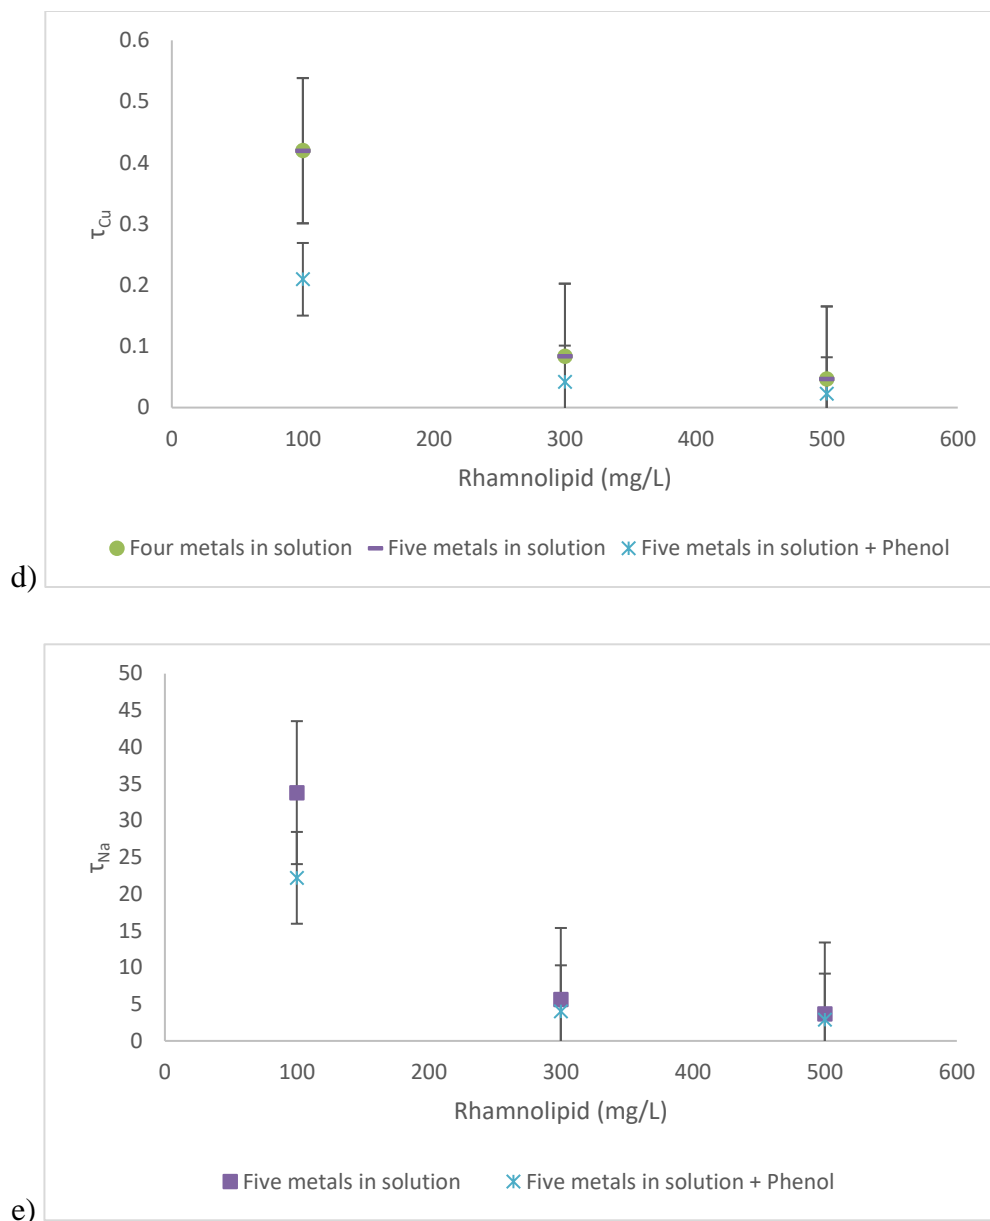 0.6
0.5
0.4
0.3
0.2
0.1
0
τCu
0 100 200 300 400 500 600
Rhamnolipid (mg/L)
Four metals in solution Five metals in solution Five metals in solution + Phenol
d)
50
45
40
35
30
25
20
15
10
5
0
τNa
0 100 200 300 400 500 600
Rhamnolipid (mg/L)
Five metals in solution Five metals in solution + Phenol
e)